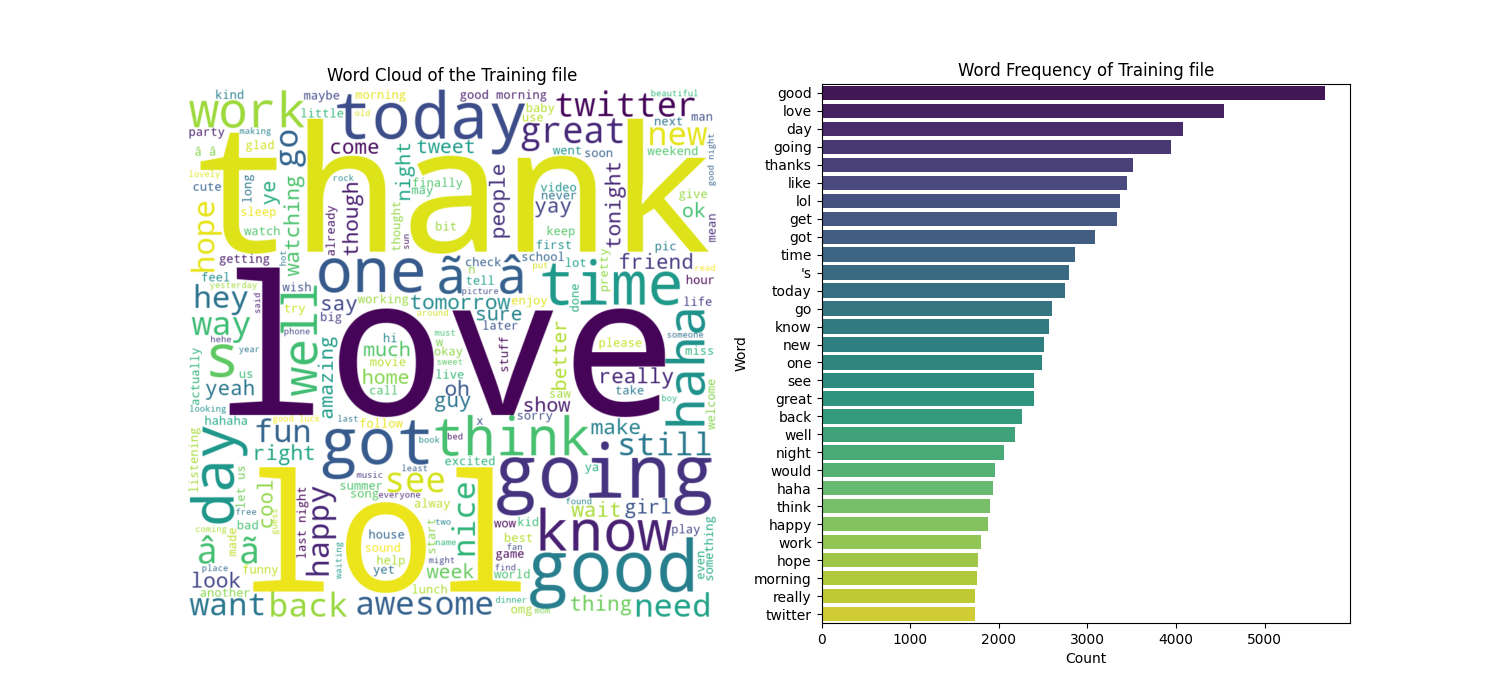 Word Cloud of the Training file
kind
maybe
morning
good morning
beautiful
work
little
old
today
baby
use
twitter
next
man
party
making
go
great
new
â â
glad
come
tweet
went
soon
weekend
good night
thank
lovely
cute
long
ye
watching
rock
night
finally
may
people
video
never
yay
tonight
give
ok
mean
hope
sleep
watch
already
though
thought
sun
bit
keep
first
getting
hot
one
ã
â
check
n
school
put
lot
pic
friend
read
feel
yesterday
wish
tell
picture
time
pretty
hour
hey
said
try
say
working
tomorrow
enjoy
done
life
way
well
big
around
sure
later
love
hehe
year
phone
hi
must
w
someone
haha
s
us
actually
amazing
much
movie
okay
sweet
stuff
better
please
miss
yeah
home
call
live
oh
saw
really
take
looking
guy
show
boy
welcome
hahaha
good luck
last
follow
x
sorry
fun
got
book
bed
think
make
still
right
listening
day
let us
least
excited
ya
going
music
see
summer
song
everyone
alway
nice
found
cool
happy
last night
free
guess
coming
bad
made
lol
start
two
wow
kid
wait
girl
know
play
something
even
house
sound
help
yet
name
might
best
fan
game
find
world
good
â ã
funny
waiting
place
look
another
week
lunch
want
back
awesome
dinner
omg
mom
thing
need
Word Frequency of Training file
Word
good
love
day
going
thanks
like
lol
get
got
time
's
today
go
know
new
one
see
great
back
well
night
would
haha
think
happy
work
hope
morning
really
twitter
0 1000 2000 3000 4000 5000
Count